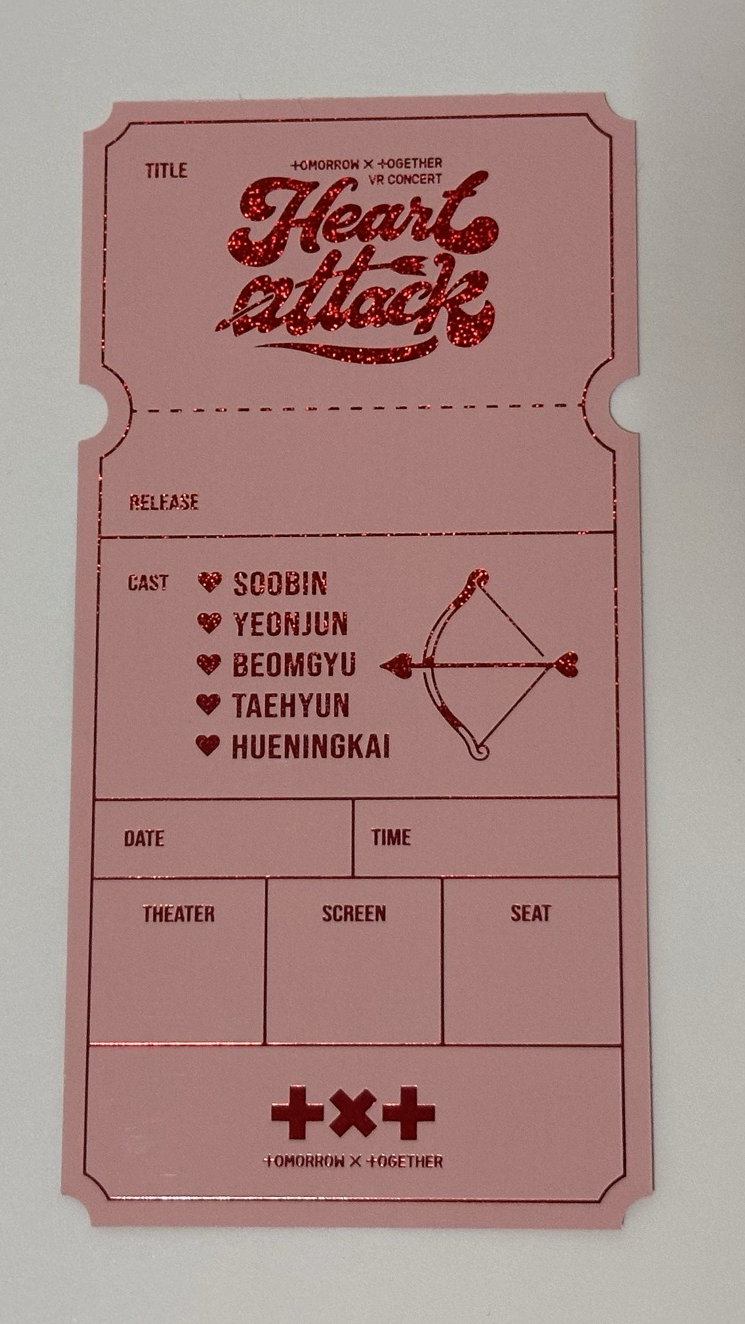 TITLE
TOMORROW X TOGETHER
VR CONCERT
Heart
attack
RELEASE
CAST
SOOBIN
YEONJUN
BEOMGYU
TAEHYUN
HUENINGKAI
DATE
TIME
THEATER
SCREEN
SEAT
+x+
TOMORROW X TOGETHER